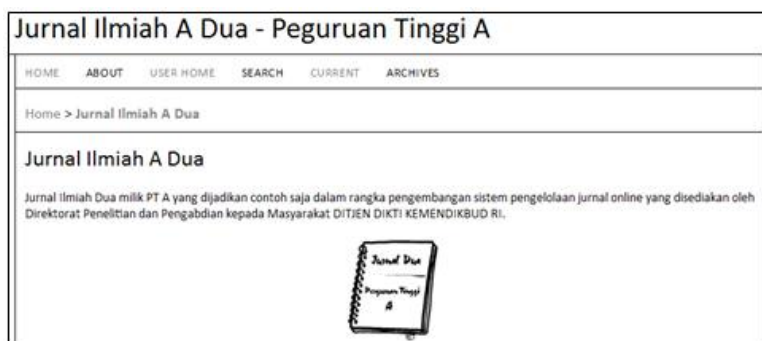 Jurnal Ilmiah A Dua - Peguruan Tinggi A
HOME ABOUT USER HOME SEARCH CURRENT ARCHIVES
Home > Jurnal Ilmiah A Dua
Jurnal Ilmiah A Dua
Jurnal Ilmiah Dua milik PT A yang dijadikan contoh saja dalam rangka pengembangan sistem pengelolaan jurnal online yang disediakan oleh
Direktorat Penelitian dan Pengabdian kepada Masyarakat DITJEN DIKTI KEMENDIKBUD RI.
Jurnal Dua
Perguruan Tinggi
A